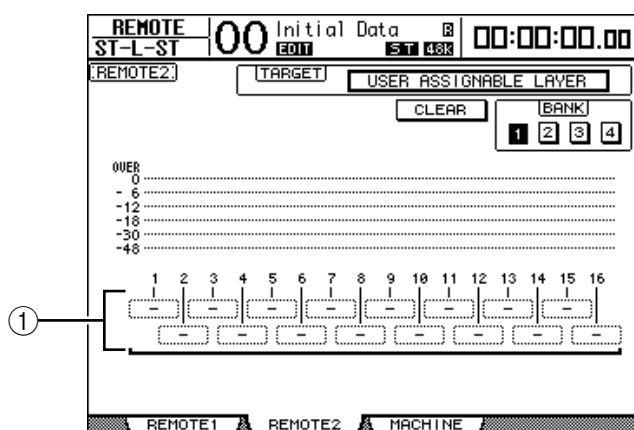 REMOTE
ST-L-ST
00 Initial Data R
EDIT ST 48K
00:00:00.00
REMOTE2
TARGET USER ASSIGNABLE LAYER
CLEAR
BANK
1 2 3 4
OVER
0
- 6
-12
-18
-30
-48
1 2 3 4 5 6 7 8 9 10 11 12 13 14 15 16
- - - - - - - -
- - - - - - - -
1
REMOTE1 REMOTE2 MACHINE